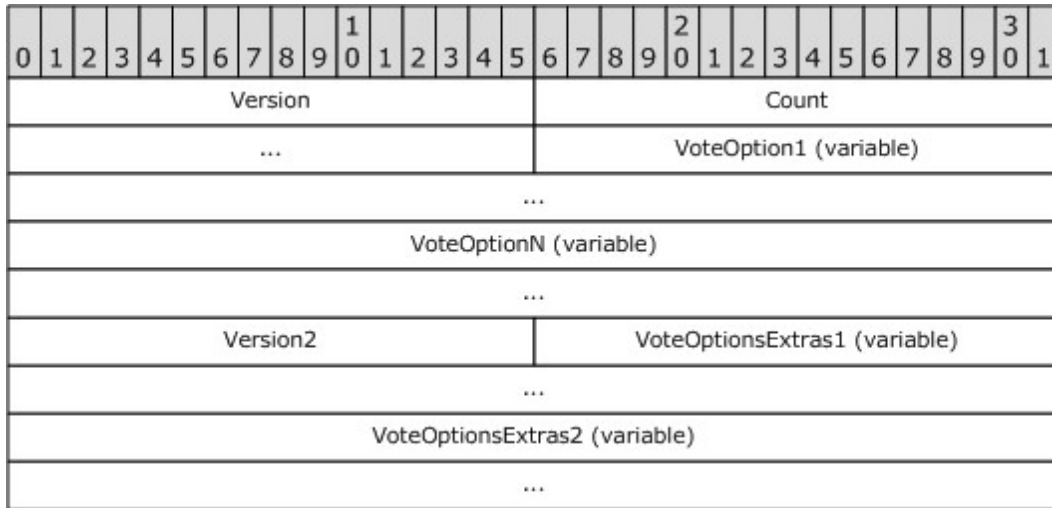 1 2 3
0 1 2 3 4 5 6 7 8 9 0 1 2 3 4 5 6 7 8 9 0 1 2 3 4 5 6 7 8 9 0 1
Version Count
... VoteOption1 (variable)
...
VoteOptionN (variable)
...
Version2 VoteOptionsExtras1 (variable)
...
VoteOptionsExtras2 (variable)
...